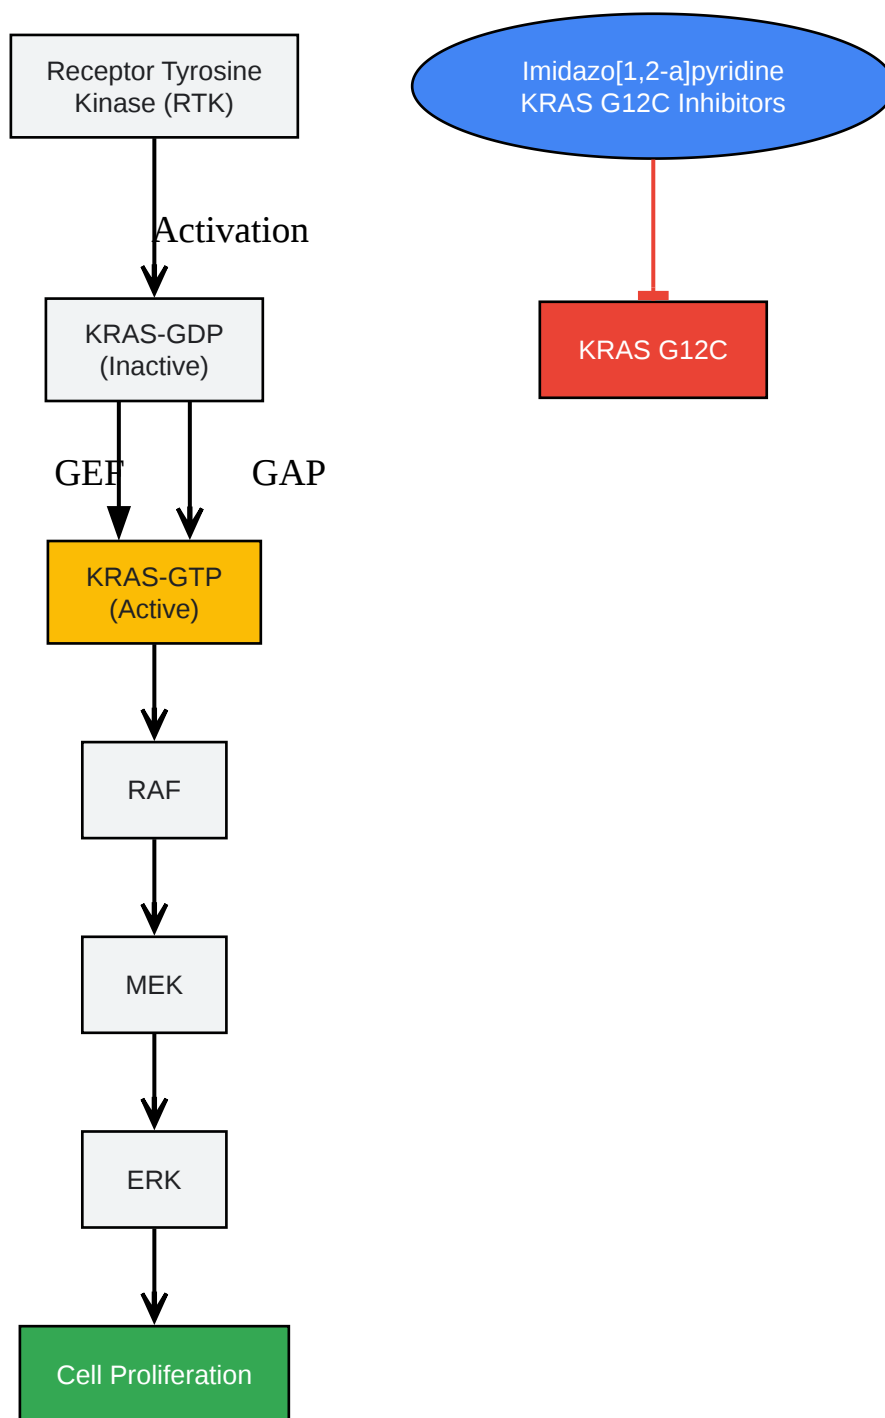 Receptor Tyrosine
Kinase (RTK)
Imidazo[1,2-a]pyridine
KRAS G12C Inhibitors
Activation
KRAS-GDP
(Inactive)
KRAS G12C
GEF
GAP
KRAS-GTP
(Active)
RAF
MEK
ERK
Cell Proliferation